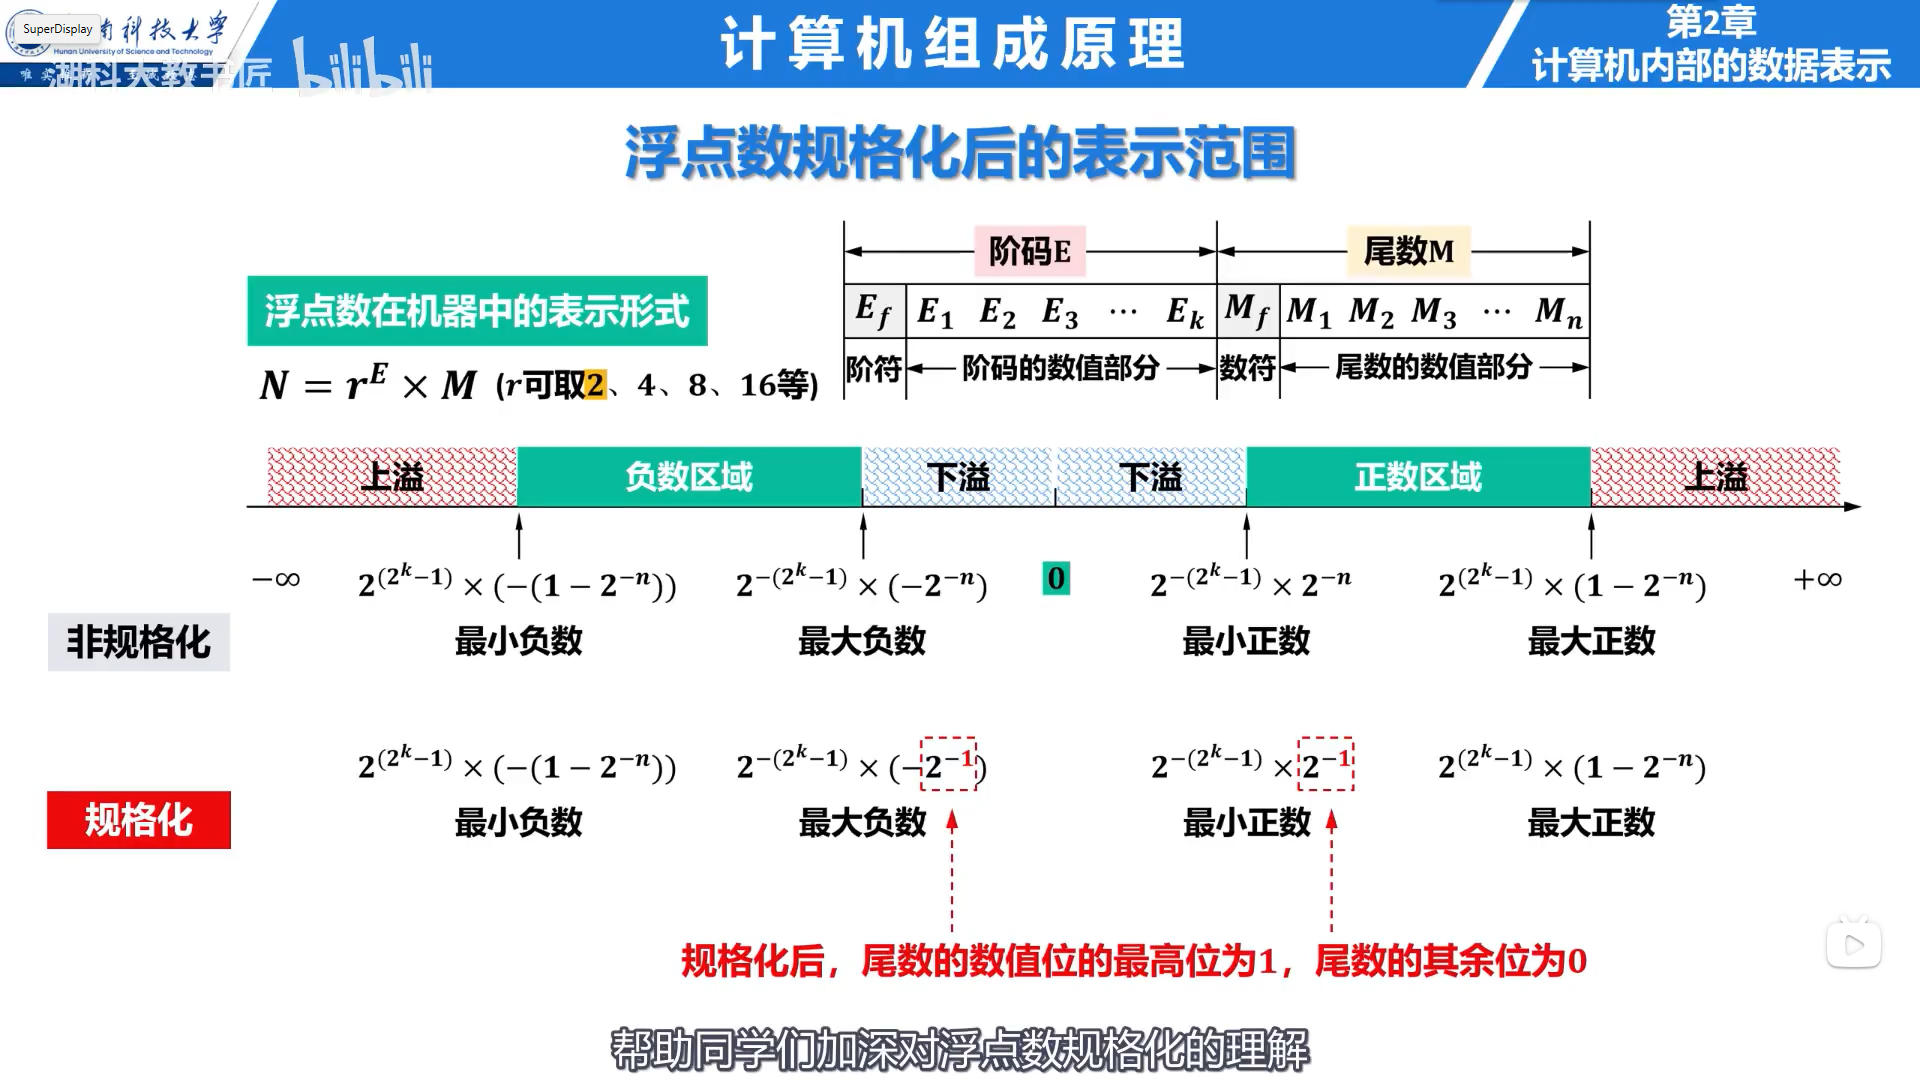 SuperDisplay
南科技大学
Hunan University of Science and Technology
湖科大教书匠 bilibili
计算机组成原理
第2章
计算机内部的数据表示
浮点数规格化后的表示范围
阶码E 尾数M
浮点数在机器中的表示形式
E_f E_1 E_2 E_3 ⋯ E_k M_f M_1 M_2 M_3 ⋯ M_n
阶符 阶码的数值部分 数符 尾数的数值部分
N = r^E × M (r可取2、4、8、16等)
上溢 负数区域 下溢 下溢 正数区域 上溢
−∞ 2^(2^k−1) × (−(1 − 2^−n)) 2^−(2^k−1) × (−2^−n) 0 2^−(2^k−1) × 2^−n 2^(2^k−1) × (1 − 2^−n) +∞
非规格化 最小负数 最大负数 最小正数 最大正数
2^(2^k−1) × (−(1 − 2^−n)) 2^−(2^k−1) × (−2^−1) 2^−(2^k−1) × 2^−1 2^(2^k−1) × (1 − 2^−n)
规格化 最小负数 最大负数 最小正数 最大正数
规格化后，尾数的数值位的最高位为1，尾数的其余位为0
帮助同学们加深对浮点数规格化的理解